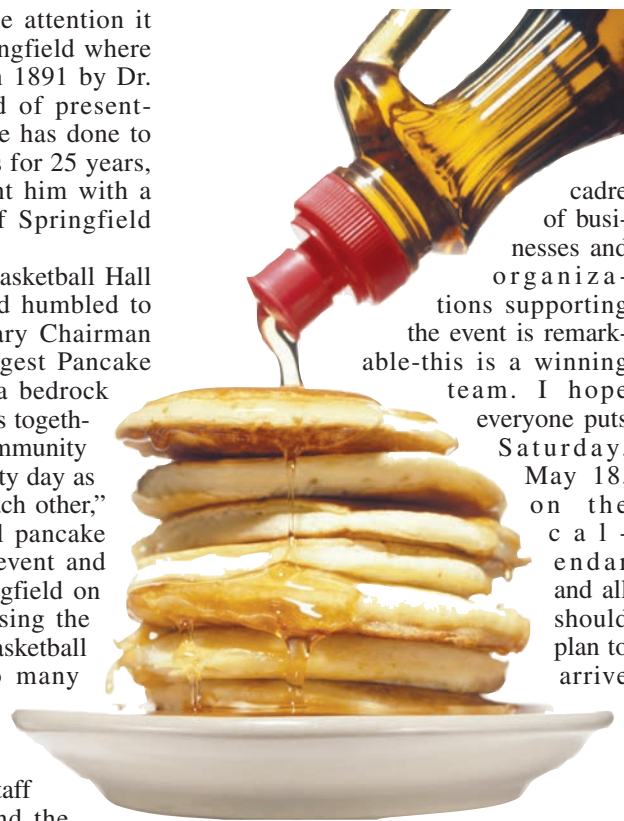 e attention it
ngfield where
n 1891 by Dr.
d of present-
e has done to
s for 25 years,
nt him with a
f Springfield
asketball Hall
d humbled to
ary Chairman
gest Pancake
a bedrock
s togeth-
mmunity
ty day as
ch other,”
l pancake
event and
gfield on
sing the
asketball
o many
taff
nd the
cadre
of busi-
nesses and
organiza-
tions supporting
the event is remark-
able-this is a winning
team. I hope
everyone puts
Saturday,
May 18,
on the
cal-
endar
and all
should
plan to
arrive